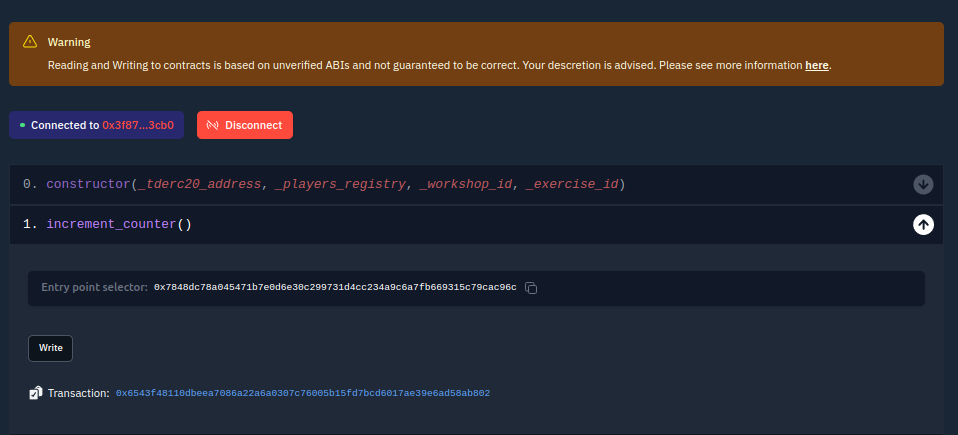 Warning
Reading and Writing to contracts is based on unverified ABIs and not guaranteed to be correct. Your descretion is advised. Please see more information here.
Connected to 0x3f87...3cb0
Disconnect
0. constructor(_tderc20_address, _players_registry, _workshop_id, _exercise_id)
1. increment_counter()
Entry point selector: 0x7848dc78a045471b7e0d6e30c299731d4cc234a9c6a7fb669315c79cac96c
Write
Transaction: 0x6543f48110dbeea7086a22a6a0307c76005b15fd7bcd6017ae39e6ad58ab802